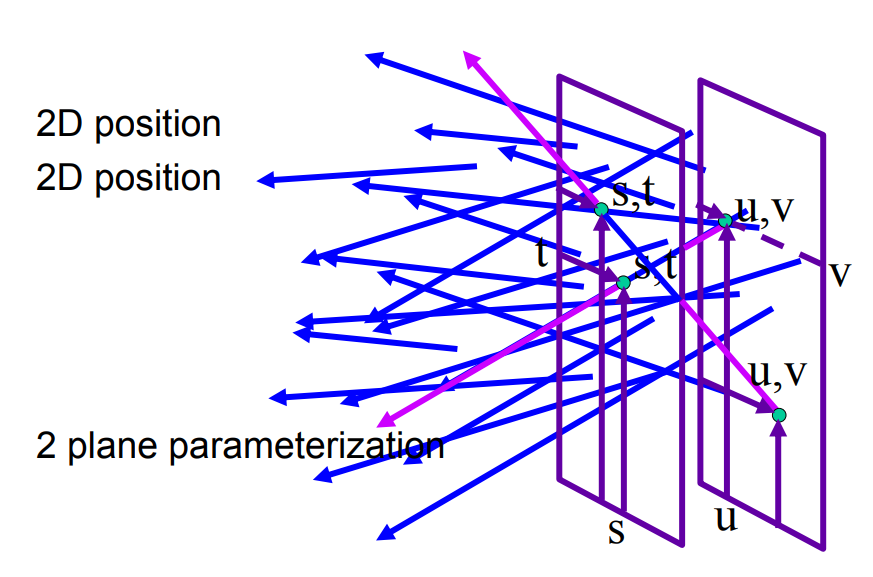 2D position
2D position
s,t
u,v
t
s,t
v
u,v
2 plane parameterization
s
u